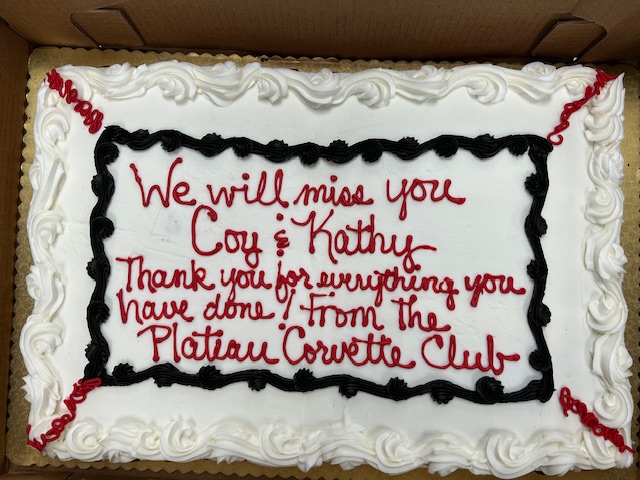 We will miss you
Coy & Kathy
Thank you for everything you
have done! From the
Plateau Corvette Club